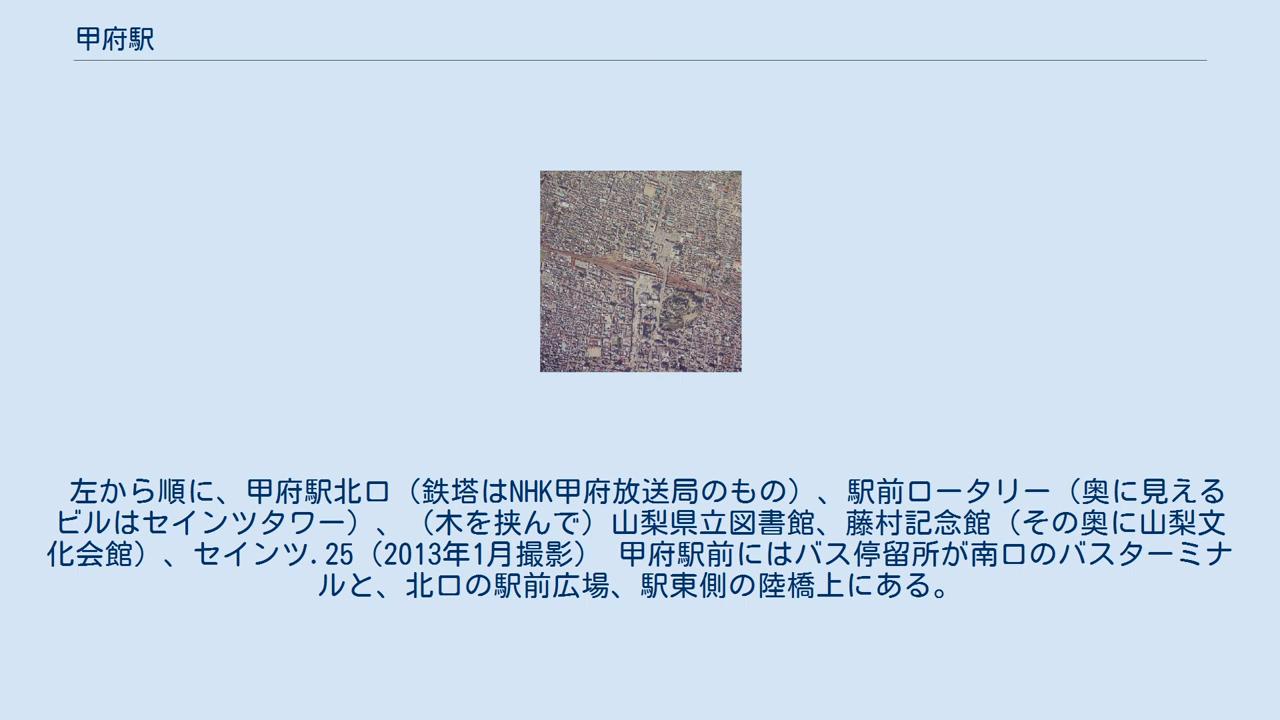 甲府駅
左から順に、甲府駅北口（鉄塔はNHK甲府放送局のもの）、駅前ロータリー（奥に見える
ビルはセインツタワー）、（木を挟んで）山梨県立図書館、藤村記念館（その奥に山梨文
化会館）、セインツ.25（2013年1月撮影） 甲府駅前にはバス停留所が南口のバスターミナ
ルと、北口の駅前広場、駅東側の陸橋上にある。